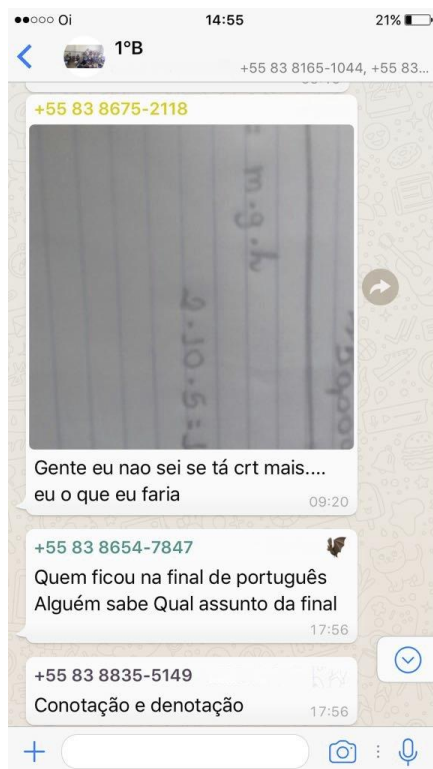 Oi 14:55 21%
1ºB
+55 83 8165-1044, +55 83...
+55 83 8675-2118
= m.g.h
2.10.5=
Gente eu nao sei se tá crt mais....
eu o que eu faria
09:20
+55 83 8654-7847
Quem ficou na final de português
Alguém sabe Qual assunto da final
17:56
+55 83 8835-5149
Conotação e denotação
17:56